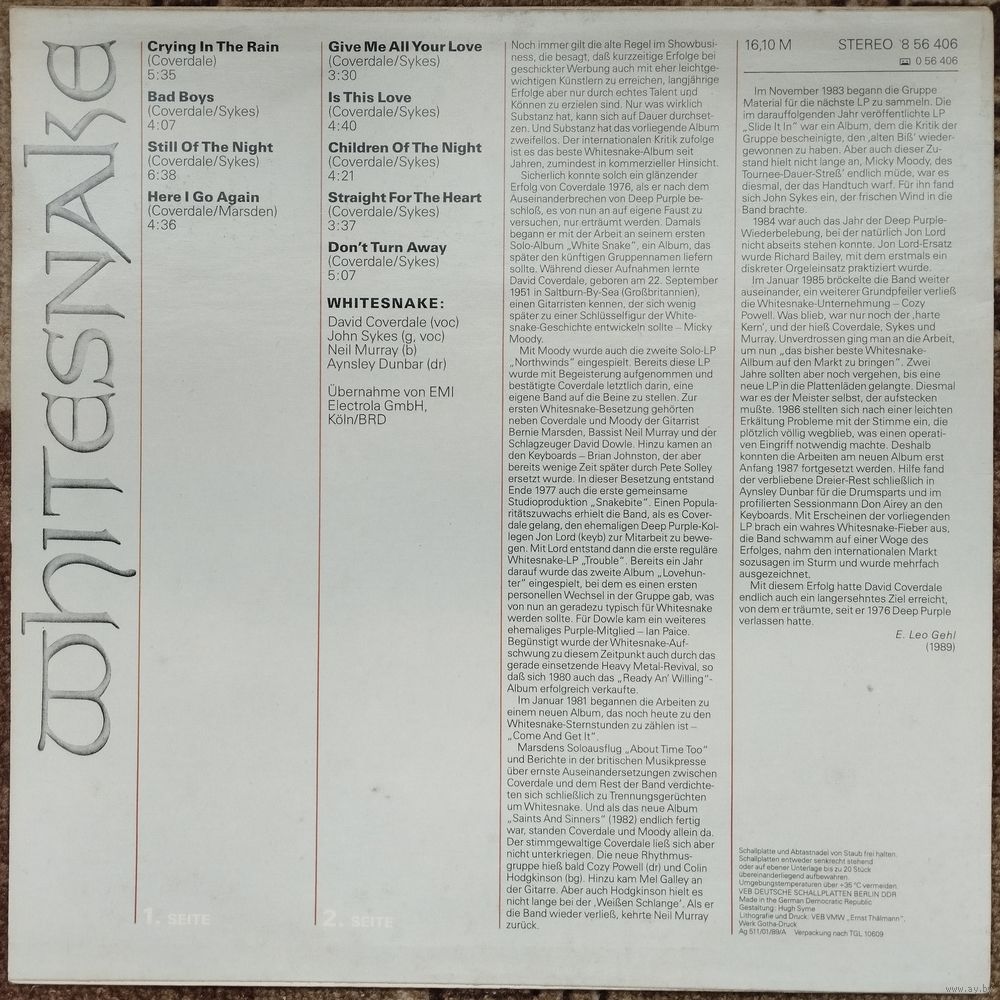 WHITESNAKE
Crying In The Rain
(Coverdale)
5:35
Bad Boys
(Coverdale/Sykes)
4:07
Still Of The Night
(Coverdale/Sykes)
6:38
Here I Go Again
(Coverdale/Marsden)
4:36
1. SEITE
Give Me All Your Love
(Coverdale/Sykes)
3:30
Is This Love
(Coverdale/Sykes)
4:40
Children Of The Night
(Coverdale/Sykes)
4:21
Straight For The Heart
(Coverdale/Sykes)
3:37
Don't Turn Away
(Coverdale/Sykes)
5:07
WHITESNAKE:
David Coverdale (voc)
John Sykes (g, voc)
Neil Murray (b)
Aynsley Dunbar (dr)
Übernahme von EMI
Electrola GmbH,
Köln/BRD
2. SEITE
Noch immer gilt die alte Regel im Showbusi-
ness, die besagt, daß kurzzeitige Erfolge bei
geschickter Werbung auch mit eher leichtge-
wichtigen Künstlern zu erreichen, langjährige
Erfolge aber nur durch echtes Talent und
Können zu erzielen sind. Nur was wirklich
Substanz hat, kann sich auf Dauer durchset-
zen. Und Substanz hat das vorliegende Album
zweifellos. Der internationalen Kritik zufolge
ist es das beste Whitesnake-Album seit
Jahren, zumindest in kommerzieller Hinsicht.
Sicherlich konnte solch ein glänzender
Erfolg von Coverdale 1976, als er nach dem
Auseinanderbrechen von Deep Purple be-
schloß, es von nun an auf eigene Faust zu
versuchen, nur erträumt werden. Damals
begann er mit der Arbeit an seinem ersten
Solo-Album „White Snake", ein Album, das
später den künftigen Gruppennamen liefern
sollte. Während dieser Aufnahmen lernte
David Coverdale, geboren am 22. September
1951 in Saltburn-By-Sea (Großbritannien),
einen Gitarristen kennen, der sich wenig
später zu einer Schlüsselfigur der White-
snake-Geschichte entwickeln sollte – Micky
Moody.
Mit Moody wurde auch die zweite Solo-LP
„Northwinds" eingespielt. Bereits diese LP
wurde mit Begeisterung aufgenommen und
bestätigte Coverdale letztlich darin, eine
eigene Band auf die Beine zu stellen. Zur
ersten Whitesnake-Besetzung gehörten
neben Coverdale und Moody der Gitarrist
Bernie Marsden, Bassist Neil Murray und der
Schlagzeuger David Dowle. Hinzu kamen an
den Keyboards – Brian Johnston, der aber
bereits wenige Zeit später durch Pete Solley
ersetzt wurde. In dieser Besetzung entstand
Ende 1977 auch die erste gemeinsame
Studioproduktion „Snakebite". Einen Popula-
ritätszuwachs erhielt die Band, als es Cover-
dale gelang, den ehemaligen Deep Purple-Kol-
legen Jon Lord (keyb) zur Mitarbeit zu bewe-
gen. Mit Lord entstand dann die erste reguläre
Whitesnake-LP „Trouble". Bereits ein Jahr
darauf wurde das zweite Album „Lovehun-
ter" eingespielt, bei dem es einen ersten
personellen Wechsel in der Gruppe gab, was
von nun an geradezu typisch für Whitesnake
werden sollte. Für Dowle kam ein weiteres
ehemaliges Purple-Mitglied – Ian Paice.
Begünstigt wurde der Whitesnake-Auf-
schwung zu diesem Zeitpunkt auch durch das
gerade einsetzende Heavy Metal-Revival, so
daß sich 1980 auch das „Ready An' Willing"-
Album erfolgreich verkaufte.
Im Januar 1981 begannen die Arbeiten zu
einem neuen Album, das noch heute zu den
Whitesnake-Sternstunden zu zählen ist –
„Come And Get It".
Marsdens Soloausflug „About Time Too"
und Berichte in der britischen Musikpresse
über ernste Auseinandersetzungen zwischen
Coverdale und dem Rest der Band verdichte-
ten sich schließlich zu Trennungsgerüchten
um Whitesnake. Und als das neue Album
„Saints And Sinners" (1982) endlich fertig
war, standen Coverdale und Moody allein da.
Der stimmgewaltige Coverdale ließ sich aber
nicht unterkriegen. Die neue Rhythmus-
gruppe hieß bald Cozy Powell (dr) und Colin
Hodgkinson (bg). Hinzu kam Mel Galley an
der Gitarre. Aber auch Hodgkinson hielt es
nicht lange bei der ‚Weißen Schlange'. Als er
die Band wieder verließ, kehrte Neil Murray
zurück.
16,10 M STEREO 8 56 406
0 56 406
Im November 1983 begann die Gruppe
Material für die nächste LP zu sammeln. Die
im darauffolgenden Jahr veröffentlichte LP
„Slide It In" war ein Album, dem die Kritik der
Gruppe bescheinigte, den ‚alten Biß' wieder-
gewonnen zu haben. Aber auch dieser Zu-
stand hielt nicht lange an, Micky Moody, des
Tournee-Dauer-Streß' endlich müde, war es
diesmal, der das Handtuch warf. Für ihn fand
sich John Sykes ein, der frischen Wind in die
Band brachte.
1984 war auch das Jahr der Deep Purple-
Wiederbelebung, bei der natürlich Jon Lord
nicht abseits stehen konnte. Jon Lord-Ersatz
wurde Richard Bailey, mit dem erstmals ein
diskreter Orgeleinsatz praktiziert wurde.
Im Januar 1985 bröckelte die Band weiter
auseinander, ein weiterer Grundpfeiler verließ
die Whitesnake-Unternehmung – Cozy
Powell. Was blieb, war nur noch der ‚harte
Kern', und der hieß Coverdale, Sykes und
Murray. Unverdrossen ging man an die Arbeit,
um nun „das bisher beste Whitesnake-
Allbum auf den Markt zu bringen". Zwei
Jahre sollten aber noch vergehen, bis eine
neue LP in die Plattenläden gelangte. Diesmal
war es der Meister selbst, der aufstecken
mußte. 1986 stellten sich nach einer leichten
Erkältung Probleme mit der Stimme ein, die
plötzlich völlig wegblieb, was einen operati-
ven Eingriff notwendig machte. Deshalb
konnten die Arbeiten am neuen Album erst
Anfang 1987 fortgesetzt werden. Hilfe fand
der verbliebene Dreier-Rest schließlich in
Aynsley Dunbar für die Drumsparts und im
profilierten Sessionmann Don Airey an den
Keyboards. Mit Erscheinen der vorliegenden
LP brach ein wahres Whitesnake-Fieber aus,
die Band schwamm auf einer Woge des
Erfolges, nahm den internationalen Markt
sozusagen im Sturm und wurde mehrfach
ausgezeichnet.
Mit diesem Erfolg hatte David Coverdale
endlich auch ein langersehntes Ziel erreicht,
von dem er träumte, seit er 1976 Deep Purple
verlassen hatte.
E. Leo Gehl
(1989)
Schallplatte und Abtastnadel von Staub frei halten.
Schallplatten entweder senkrecht stehend
oder auf ebener Unterlage bis zu 20 Stück
übereinanderliegend aufbewahren.
Umgebungstemperaturen über +35 °C vermeiden.
VEB DEUTSCHE SCHALLPLATTEN BERLIN DDR
Made in the German Democratic Republic
Gestaltung: Hugh Syme
Lithografie und Druck: VEB VMW „Ernst Thälmann",
Werk Gotha-Druck
Ag 511/01/89/A Verpackung nach TGL 10609
www.ay.by